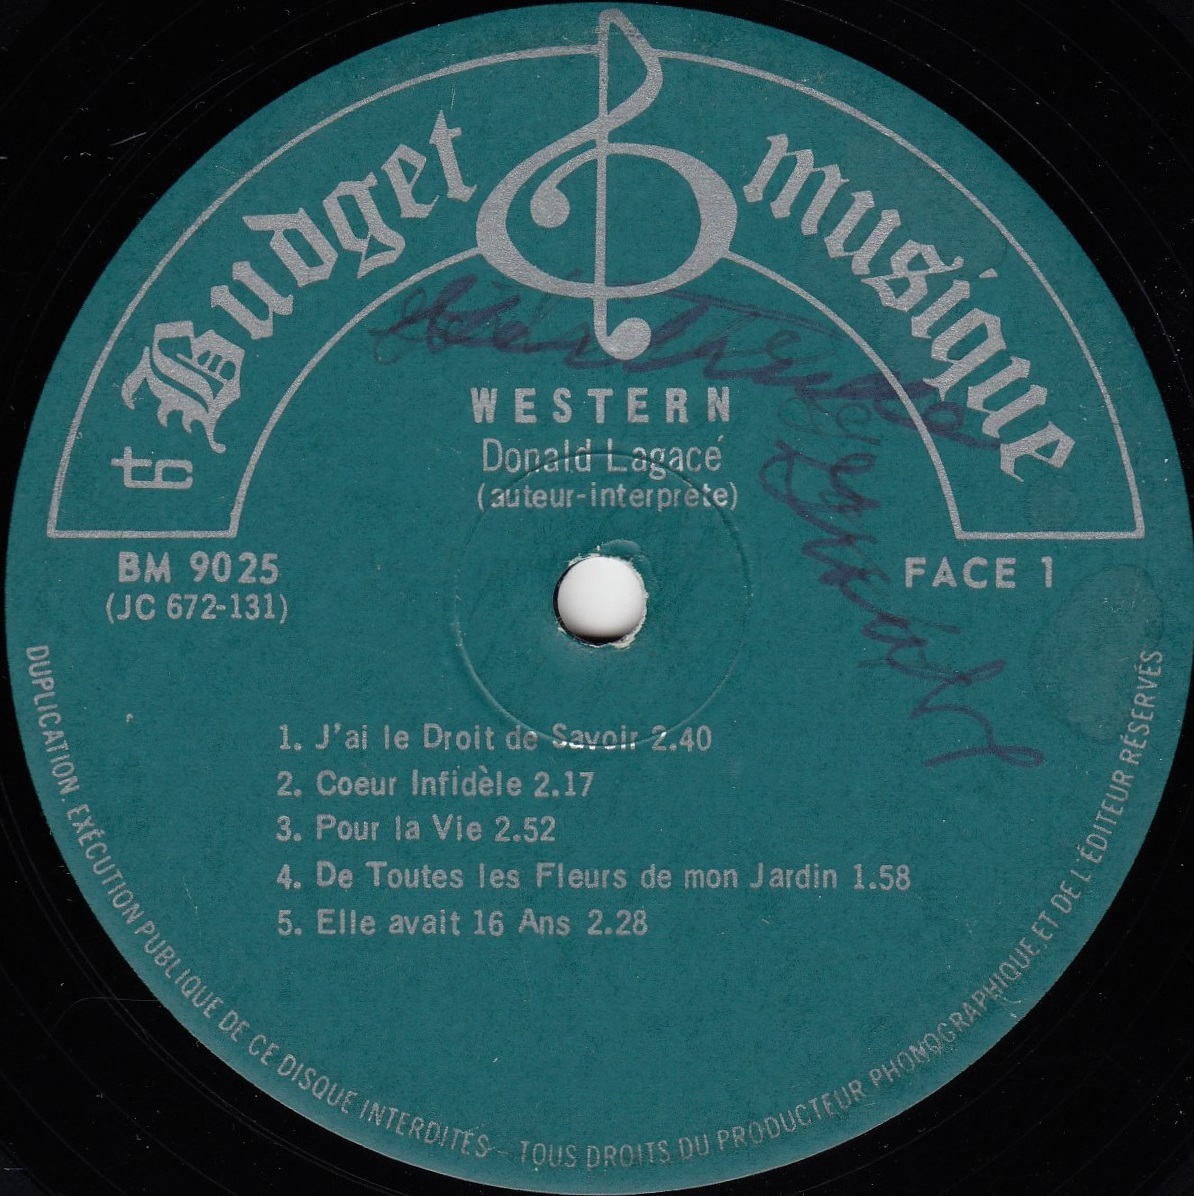 Budget musique
WESTERN
Donald Lagacé
(auteur-interprète)
BM 9025
(JC 672-131)
FACE 1
1. J'ai le Droit de Savoir 2.40
2. Coeur Infidèle 2.17
3. Pour la Vie 2.52
4. De Toutes les Fleurs de mon Jardin 1.58
5. Elle avait 16 Ans 2.28
DUPLICATION, EXÉCUTION PUBLIQUE DE CE DISQUE INTERDITES - TOUS DROITS DU PRODUCTEUR PHONOGRAPHIQUE ET DE L'ÉDITEUR RÉSERVÉS